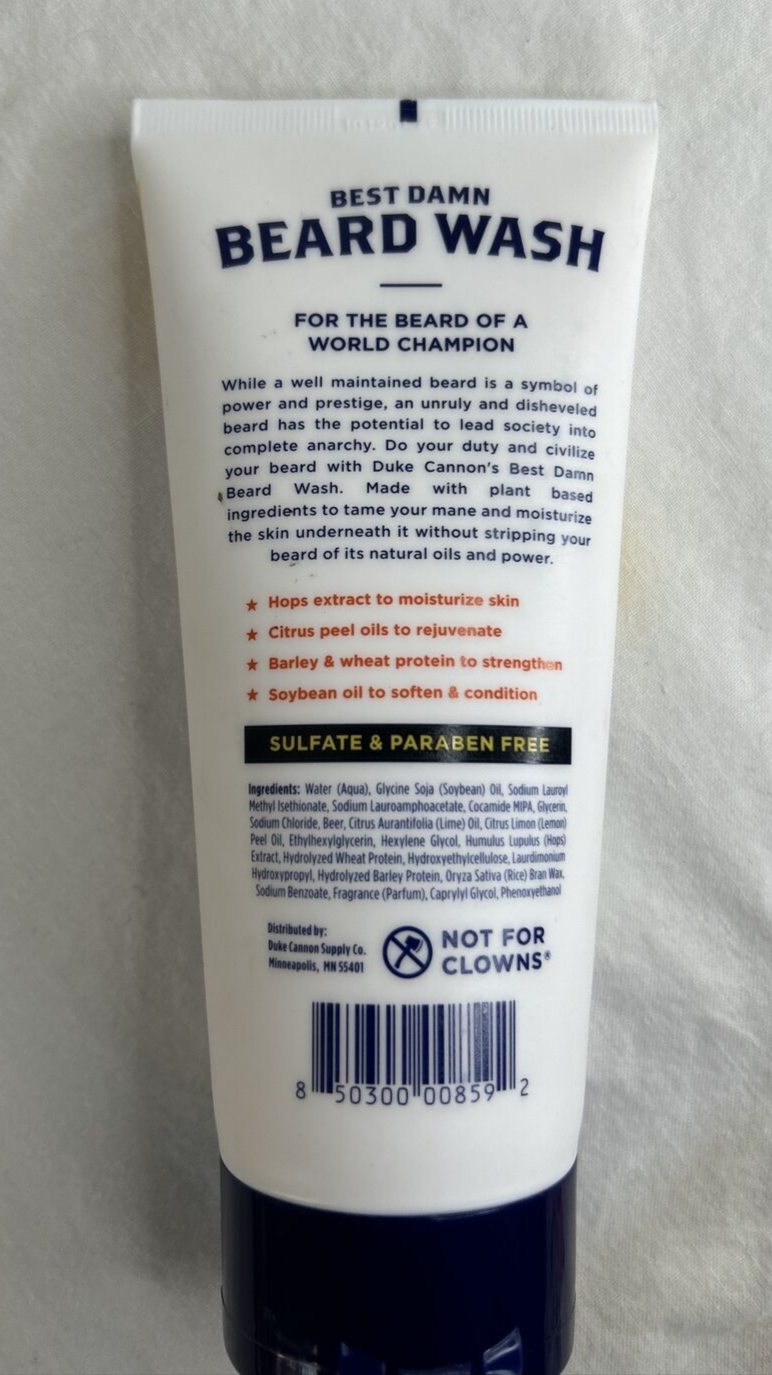 BEST DAMN
BEARD WASH
FOR THE BEARD OF A
WORLD CHAMPION
While a well maintained beard is a symbol of
power and prestige, an unruly and disheveled
beard has the potential to lead society into
complete anarchy. Do your duty and civilize
your beard with Duke Cannon's Best Damn
Beard Wash. Made with plant based
ingredients to tame your mane and moisturize
the skin underneath it without stripping your
beard of its natural oils and power.
★ Hops extract to moisturize skin
★ Citrus peel oils to rejuvenate
★ Barley & wheat protein to strengthen
★ Soybean oil to soften & condition
SULFATE & PARABEN FREE
Ingredients: Water (Aqua), Glycine Soja (Soybean) Oil, Sodium Lauroyl
Methyl Isethionate, Sodium Lauroamphoacetate, Cocamide MIPA, Glycerin,
Sodium Chloride, Beer, Citrus Aurantifolia (Lime) Oil, Citrus Limon (Lemon)
Peel Oil, Ethylhexylglycerin, Hexylene Glycol, Humulus Lupulus (Hops)
Extract, Hydrolyzed Wheat Protein, Hydroxyethylcellulose, Laurdimonium
Hydroxypropyl, Hydrolyzed Barley Protein, Oryza Sativa (Rice) Bran Wax,
Sodium Benzoate, Fragrance (Parfum), Caprylyl Glycol, Phenoxyethanol
Distributed by:
Duke Cannon Supply Co.
Minneapolis, MN 55401
NOT FOR
CLOWNS®
8 50300 00859 2